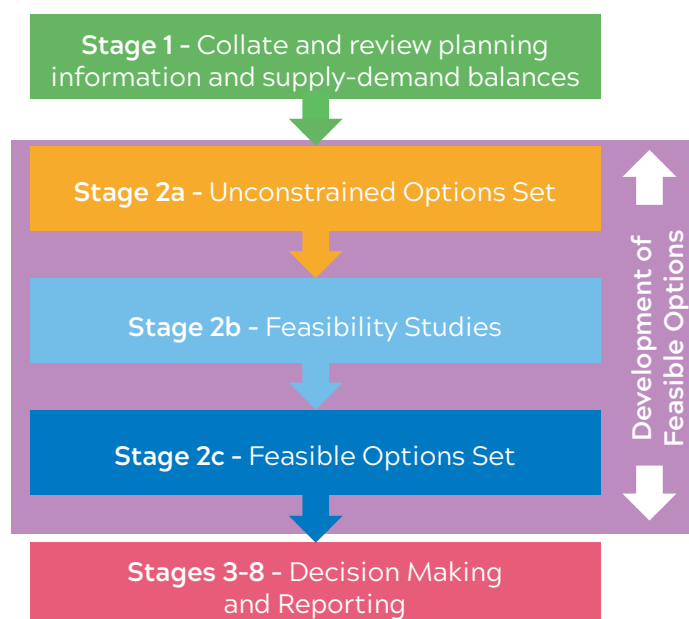 Stage 1 - Collate and review planning
information and supply-demand balances
Stage 2a - Unconstrained Options Set
Stage 2b - Feasibility Studies
Stage 2c - Feasible Options Set
Development of
Feasible Options
Stages 3-8 - Decision Making
and Reporting